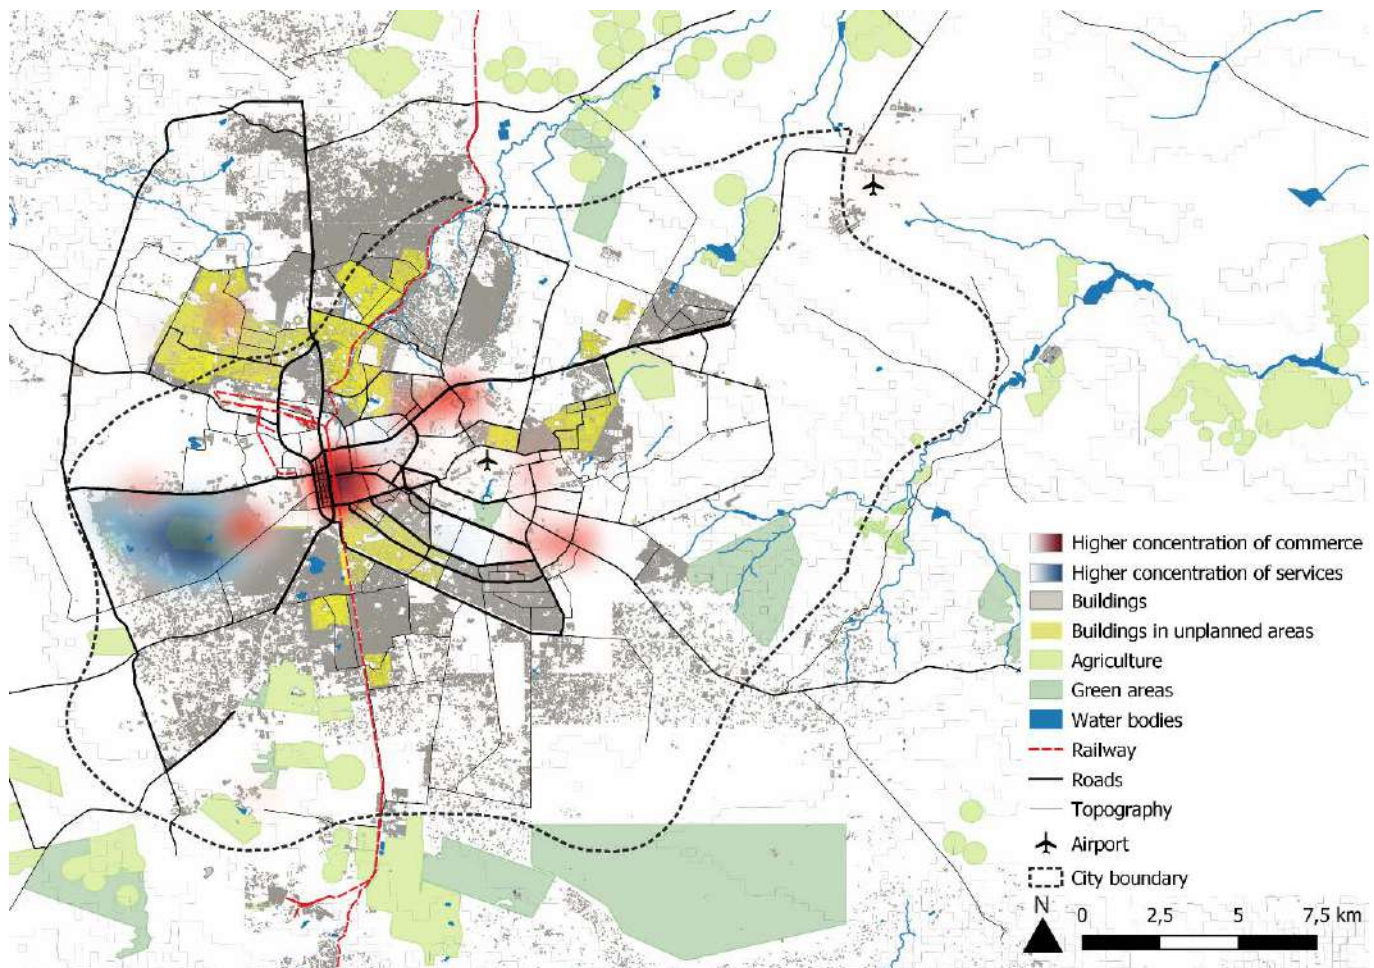 Higher concentration of commerce
Higher concentration of services
Buildings
Buildings in unplanned areas
Agriculture
Green areas
Water bodies
Railway
Roads
Topography
Airport
City boundary
N
0 2,5 5 7,5 km